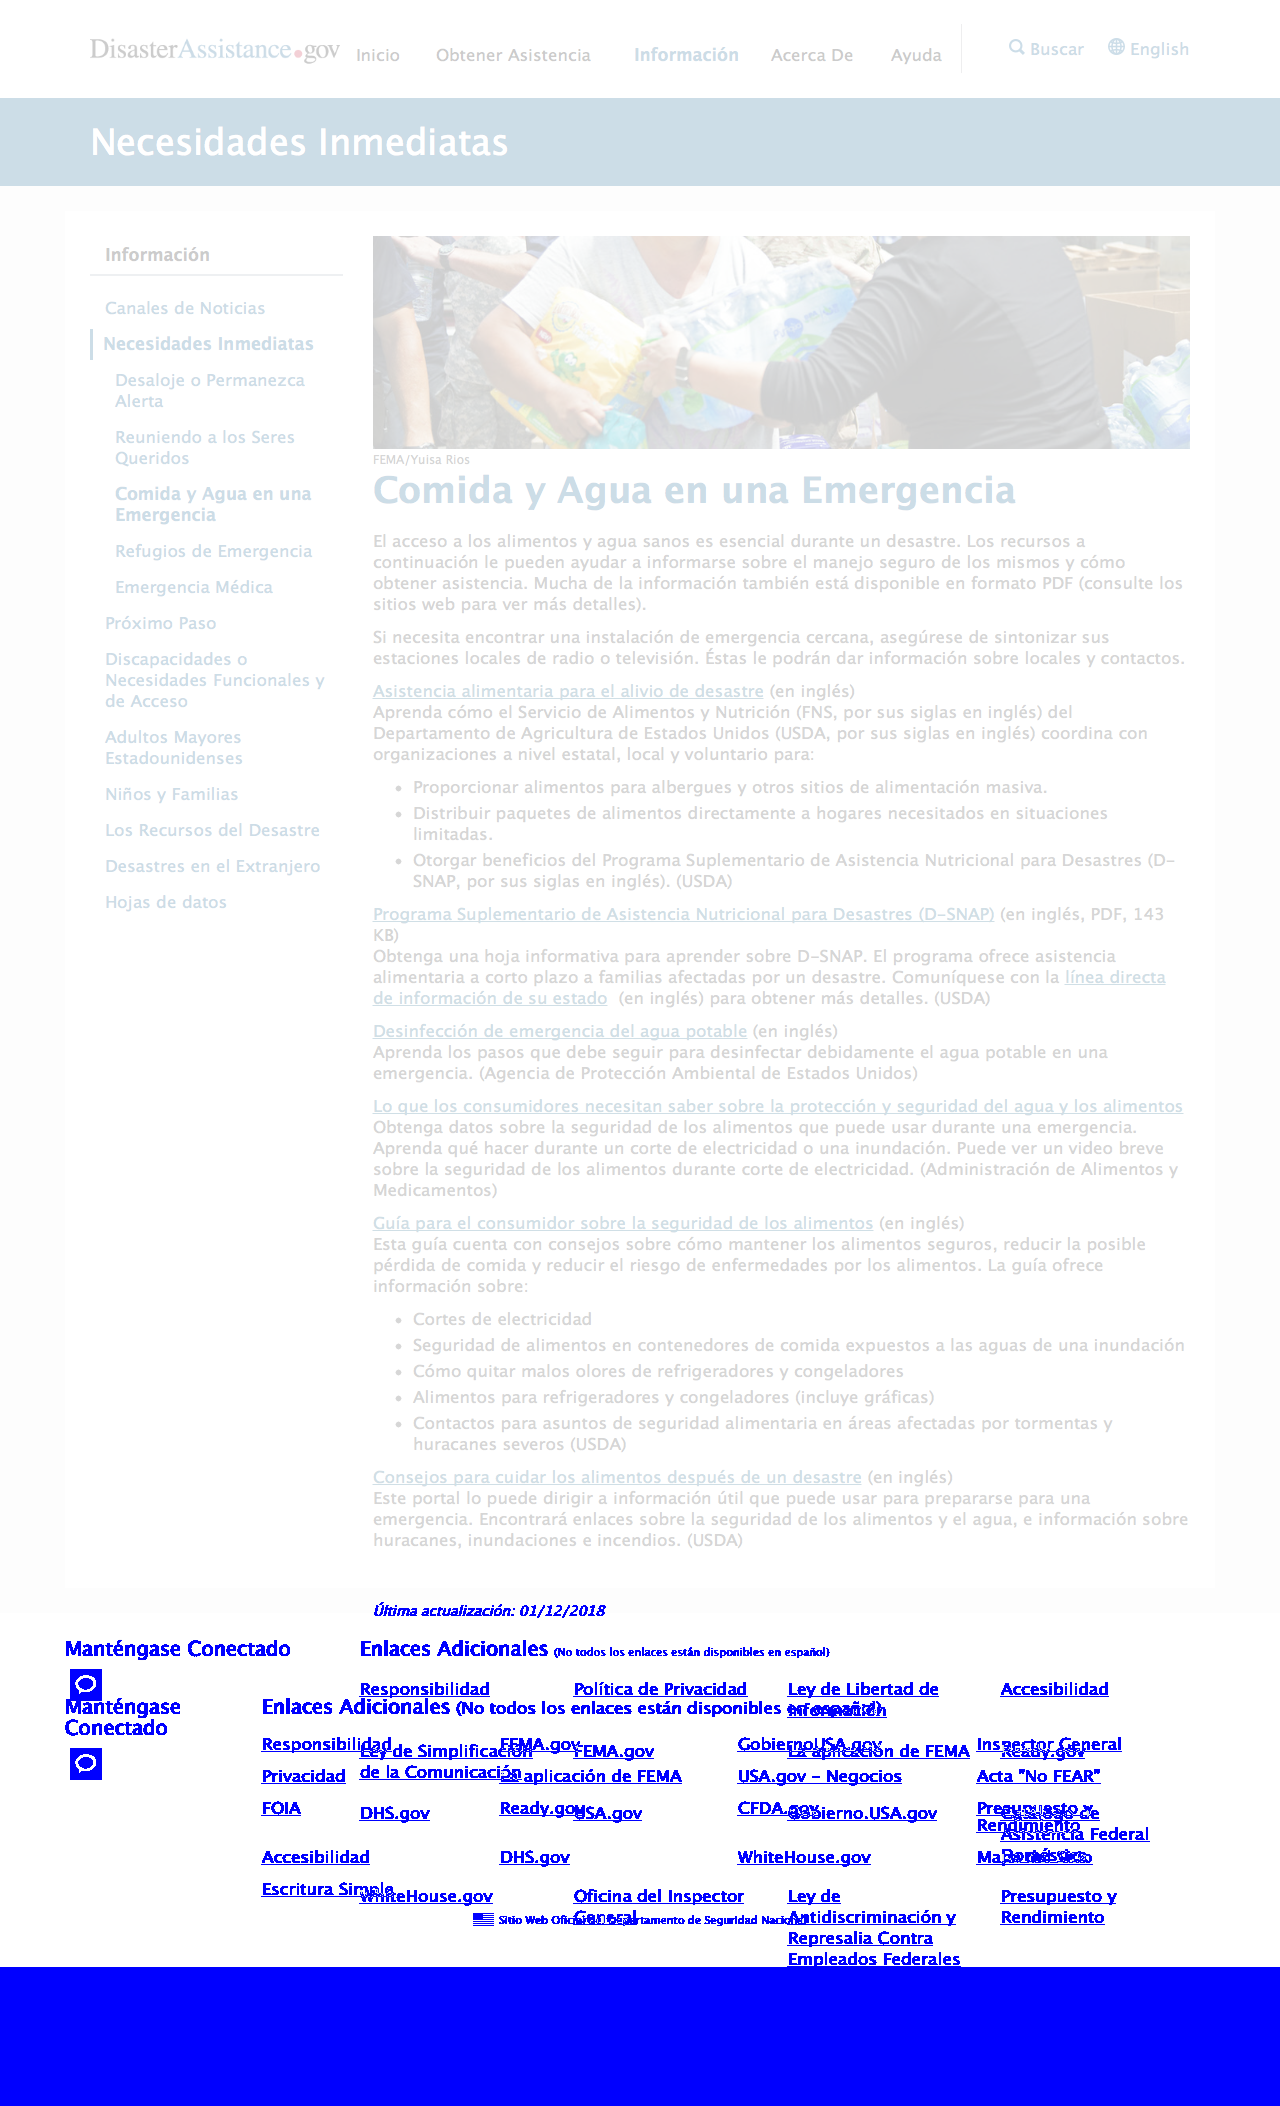 DisasterAssistance.gov Inicio Obtener Asistencia Información Acerca De Ayuda Buscar English
Necesidades Inmediatas
Información
Canales de Noticias
Necesidades Inmediatas
Desaloje o Permanezca
Alerta
Reuniendo a los Seres
Queridos
Comida y Agua en una
Emergencia
Refugios de Emergencia
Emergencia Médica
Próximo Paso
Discapacidades o
Necesidades Funcionales y
de Acceso
Adultos Mayores
Estadounidenses
Niños y Familias
Los Recursos del Desastre
Desastres en el Extranjero
Hojas de datos
FEMA/Yuisa Rios
Comida y Agua en una Emergencia
El acceso a los alimentos y agua sanos es esencial durante un desastre. Los recursos a
continuación le pueden ayudar a informarse sobre el manejo seguro de los mismos y cómo
obtener asistencia. Mucha de la información también está disponible en formato PDF (consulte los
sitios web para ver más detalles).
Si necesita encontrar una instalación de emergencia cercana, asegúrese de sintonizar sus
estaciones locales de radio o televisión. Éstas le podrán dar información sobre locales y contactos.
Asistencia alimentaria para el alivio de desastre (en inglés)
Aprenda cómo el Servicio de Alimentos y Nutrición (FNS, por sus siglas en inglés) del
Departamento de Agricultura de Estados Unidos (USDA, por sus siglas en inglés) coordina con
organizaciones a nivel estatal, local y voluntario para:
• Proporcionar alimentos para albergues y otros sitios de alimentación masiva.
• Distribuir paquetes de alimentos directamente a hogares necesitados en situaciones
limitadas.
• Otorgar beneficios del Programa Suplementario de Asistencia Nutricional para Desastres (D-
SNAP, por sus siglas en inglés). (USDA)
Programa Suplementario de Asistencia Nutricional para Desastres (D-SNAP) (en inglés, PDF, 143
KB)
Obtenga una hoja informativa para aprender sobre D-SNAP. El programa ofrece asistencia
alimentaria a corto plazo a familias afectadas por un desastre. Comuníquese con la línea directa
de información de su estado (en inglés) para obtener más detalles. (USDA)
Desinfección de emergencia del agua potable (en inglés)
Aprenda los pasos que debe seguir para desinfectar debidamente el agua potable en una
emergencia. (Agencia de Protección Ambiental de Estados Unidos)
Lo que los consumidores necesitan saber sobre la protección y seguridad del agua y los alimentos
Obtenga datos sobre la seguridad de los alimentos que puede usar durante una emergencia.
Aprenda qué hacer durante un corte de electricidad o una inundación. Puede ver un video breve
sobre la seguridad de los alimentos durante corte de electricidad. (Administración de Alimentos y
Medicamentos)
Guía para el consumidor sobre la seguridad de los alimentos (en inglés)
Esta guía cuenta con consejos sobre cómo mantener los alimentos seguros, reducir la posible
pérdida de comida y reducir el riesgo de enfermedades por los alimentos. La guía ofrece
información sobre:
• Cortes de electricidad
• Seguridad de alimentos en contenedores de comida expuestos a las aguas de una inundación
• Cómo quitar malos olores de refrigeradores y congeladores
• Alimentos para refrigeradores y congeladores (incluye gráficas)
• Contactos para asuntos de seguridad alimentaria en áreas afectadas por tormentas y
huracanes severos (USDA)
Consejos para cuidar los alimentos después de un desastre (en inglés)
Este portal lo puede dirigir a información útil que puede usar para prepararse para una
emergencia. Encontrará enlaces sobre la seguridad de los alimentos y el agua, e información sobre
huracanes, inundaciones e incendios. (USDA)
Última actualización: 01/12/2018
Manténgase Conectado
Enlaces Adicionales (No todos los enlaces están disponibles en español)
Responsibilidad Política de Privacidad Ley de Libertad de Accesibilidad
Información
Ley de Simplificación FEMA.gov La aplicación de FEMA Ready.gov
de la Comunicación
DHS.gov USA.gov Gobierno.USA.gov Catálogo de
Asistencia Federal
WhiteHouse.gov Oficina del Inspector Ley de Presupuesto y
General Antidiscriminación y Rendimiento
Represalia Contra
Empleados Federales
Manténgase
Conectado
Enlaces Adicionales (No todos los enlaces están disponibles en español)
Responsibilidad FEMA.gov GobiernoUSA.gov Inspector General
Privacidad La aplicación de FEMA USA.gov - Negocios Acta "No FEAR"
FOIA Ready.gov CFDA.gov Presupuesto y
Rendimiento
Accesibilidad DHS.gov WhiteHouse.gov Mapa del Sitio
Escritura Simple
Sitio Web Oficial del Departamento de Seguridad Nacional